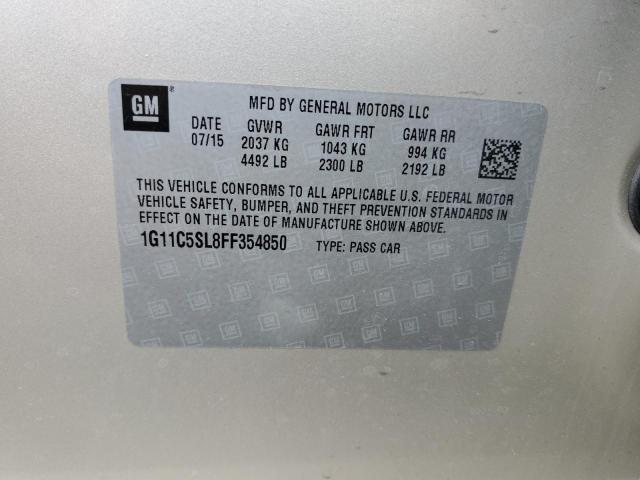 GM ®
MFD BY GENERAL MOTORS LLC
DATE GVWR GAWR FRT GAWR RR
07/15 2037 KG 1043 KG 994 KG
4492 LB 2300 LB 2192 LB
THIS VEHICLE CONFORMS TO ALL APPLICABLE U.S. FEDERAL MOTOR
VEHICLE SAFETY, BUMPER, AND THEFT PREVENTION STANDARDS IN
EFFECT ON THE DATE OF MANUFACTURE SHOWN ABOVE.
1G11C5SL8FF354850 TYPE: PASS CAR